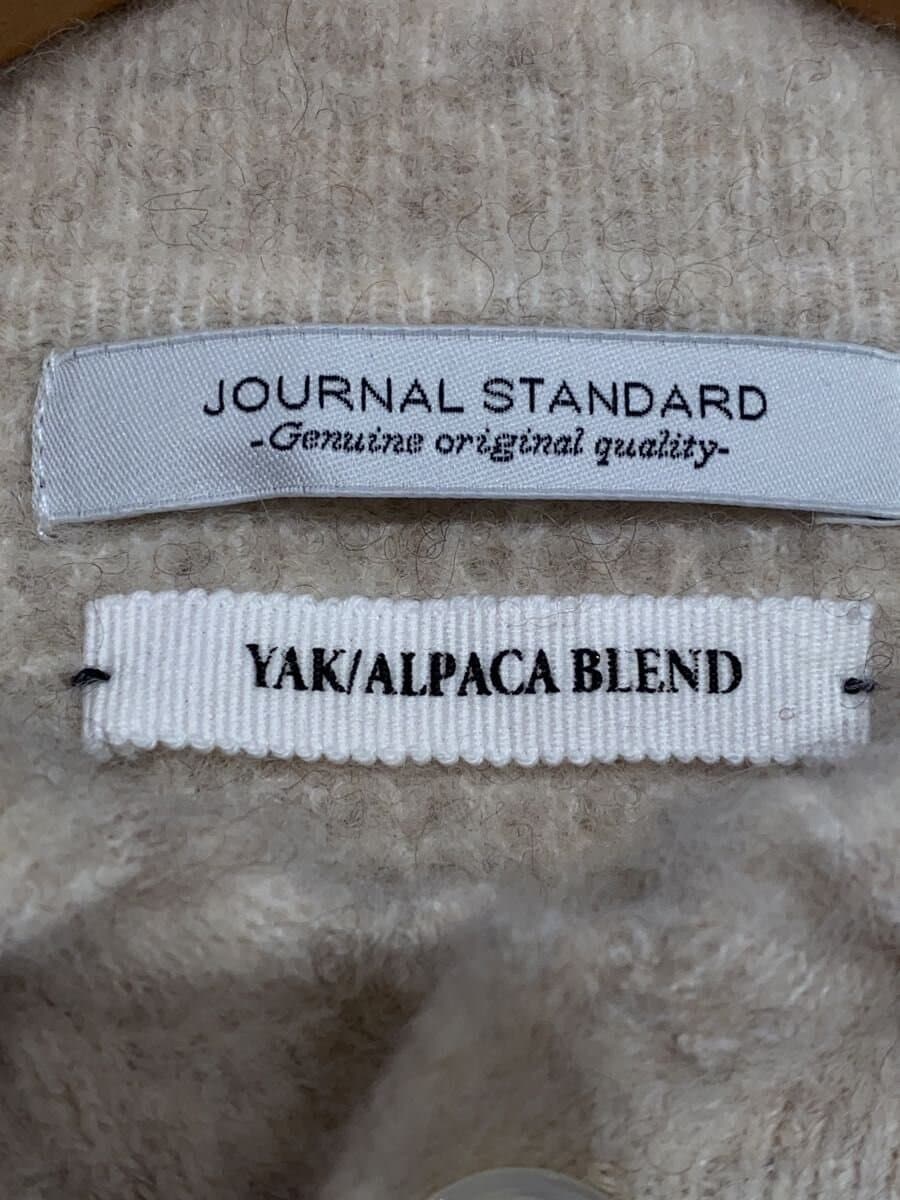 JOURNAL STANDARD
-Genuine original quality-
YAK/ALPACA BLEND